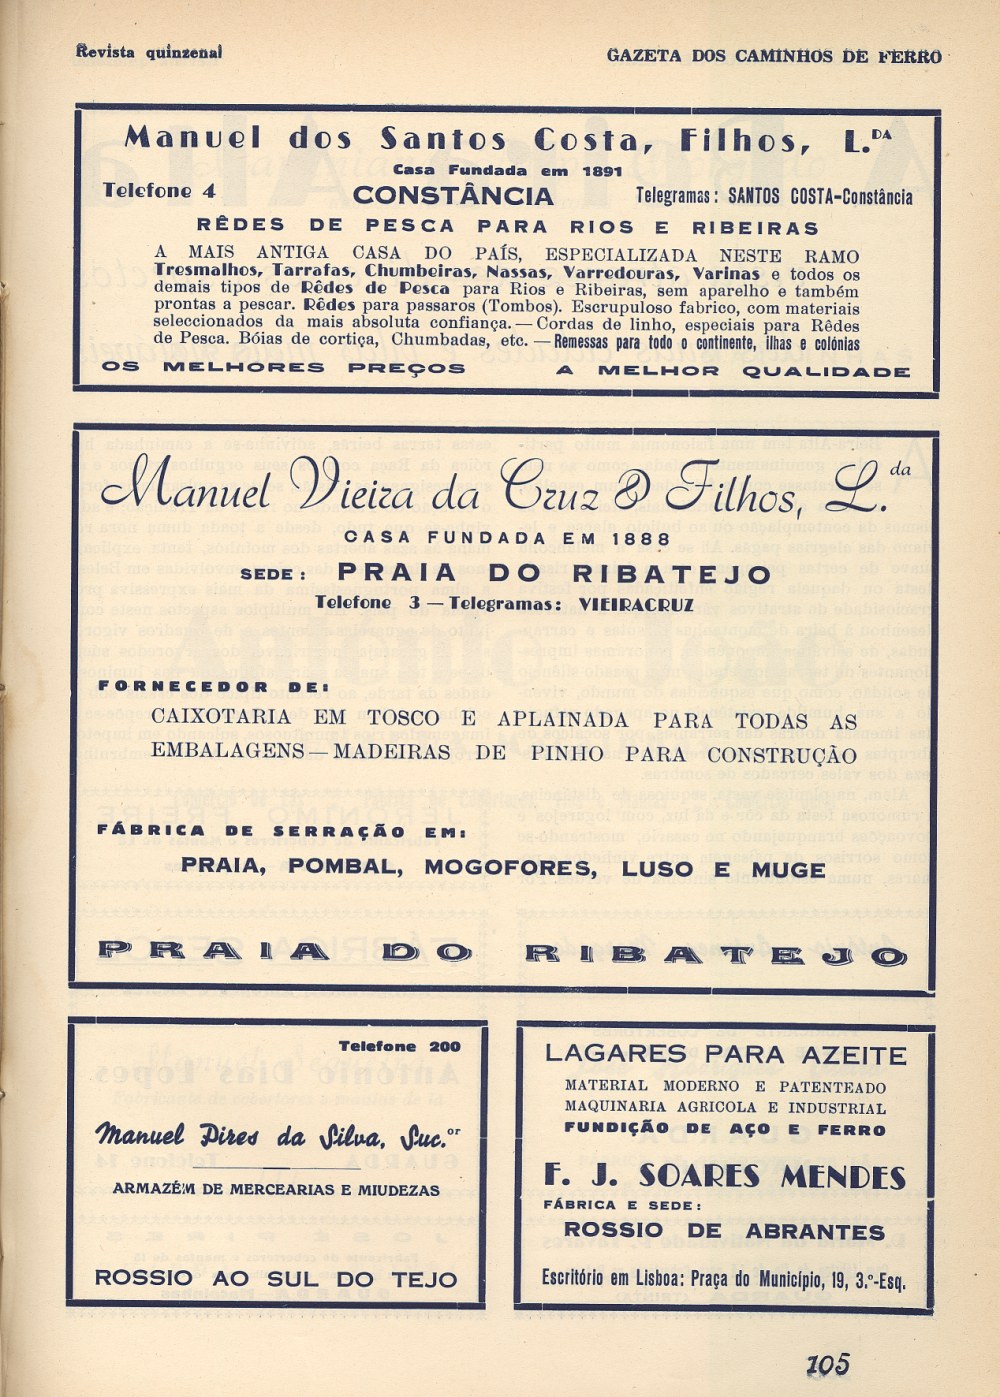 Revista quinzenal
GAZETA DOS CAMINHOS DE FERRO
Manuel dos Santos Costa, Filhos, L.DA
Casa Fundada em 1891
Telefone 4 CONSTÂNCIA Telegramas: SANTOS COSTA-Constância
RÊDES DE PESCA PARA RIOS E RIBEIRAS
A MAIS ANTIGA CASA DO PAÍS, ESPECIALIZADA NESTE RAMO
Tresmalhos, Tarrafas, Chumbeiras, Nassas, Varredouras, Varinas e todos os
demais tipos de Rêdes de Pesca para Rios e Ribeiras, sem aparelho e também
prontas a pescar. Rêdes para passaros (Tombos). Escrupuloso fabrico, com materiais
seleccionados da mais absoluta confiança. — Cordas de linho, especiais para Rêdes
de Pesca. Bóias de cortiça, Chumbadas, etc. — Remessas para todo o continente, ilhas e colónias
OS MELHORES PREÇOS A MELHOR QUALIDADE
Manuel Vieira da Cruz & Filhos, L.da
CASA FUNDADA EM 1888
SEDE: PRAIA DO RIBATEJO
Telefone 3 — Telegramas: VIEIRACRUZ
FORNECEDOR DE:
CAIXOTARIA EM TOSCO E APLAINADA PARA TODAS AS
EMBALAGENS — MADEIRAS DE PINHO PARA CONSTRUÇÃO
FÁBRICA DE SERRAÇÃO EM:
PRAIA, POMBAL, MOGOFORES, LUSO E MUGE
PRAIA DO RIBATEJO
Telefone 200
Manuel Pires da Silva, Suc.or
ARMAZÉM DE MERCEARIAS E MIUDEZAS
ROSSIO AO SUL DO TEJO
LAGARES PARA AZEITE
MATERIAL MODERNO E PATENTEADO
MAQUINARIA AGRICOLA E INDUSTRIAL
FUNDIÇÃO DE AÇO E FERRO
F. J. SOARES MENDES
FÁBRICA E SEDE:
ROSSIO DE ABRANTES
Escritório em Lisboa: Praça do Município, 19, 3.º-Esq.
105